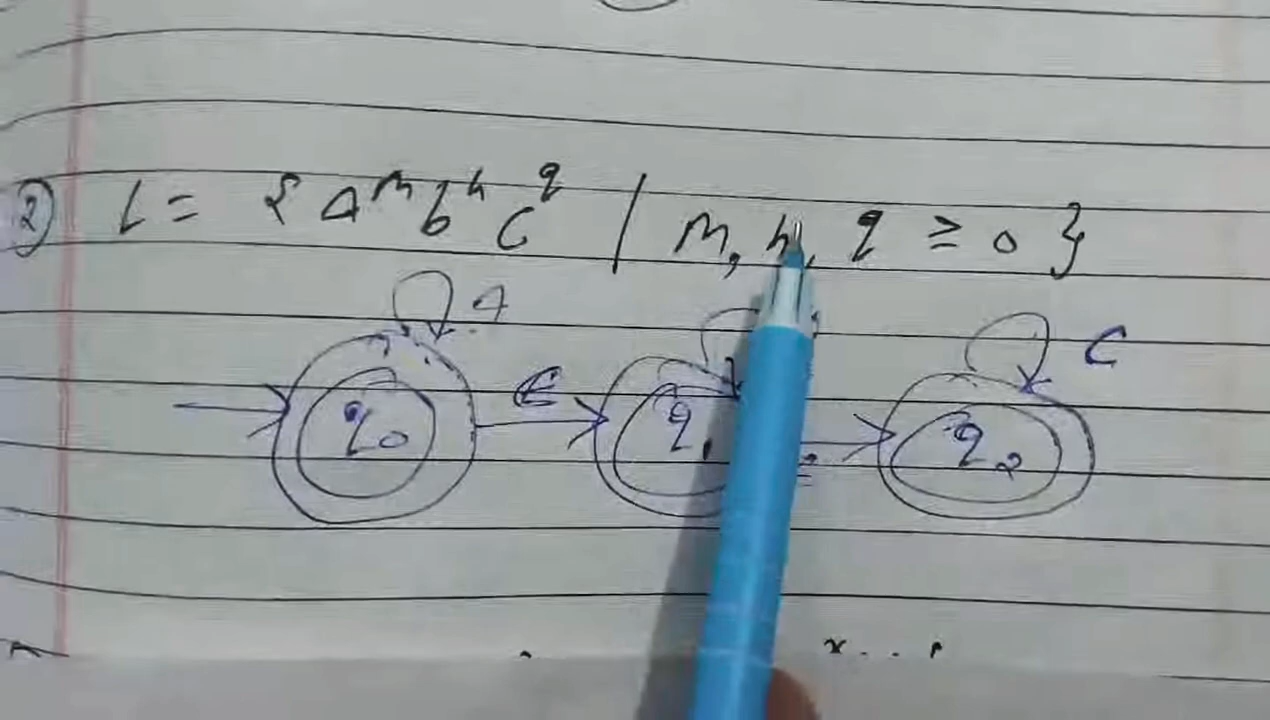 2) L = { a^m b^n c^q | m, n, q ≥ 0 }
a c
q0 ε q1 q2